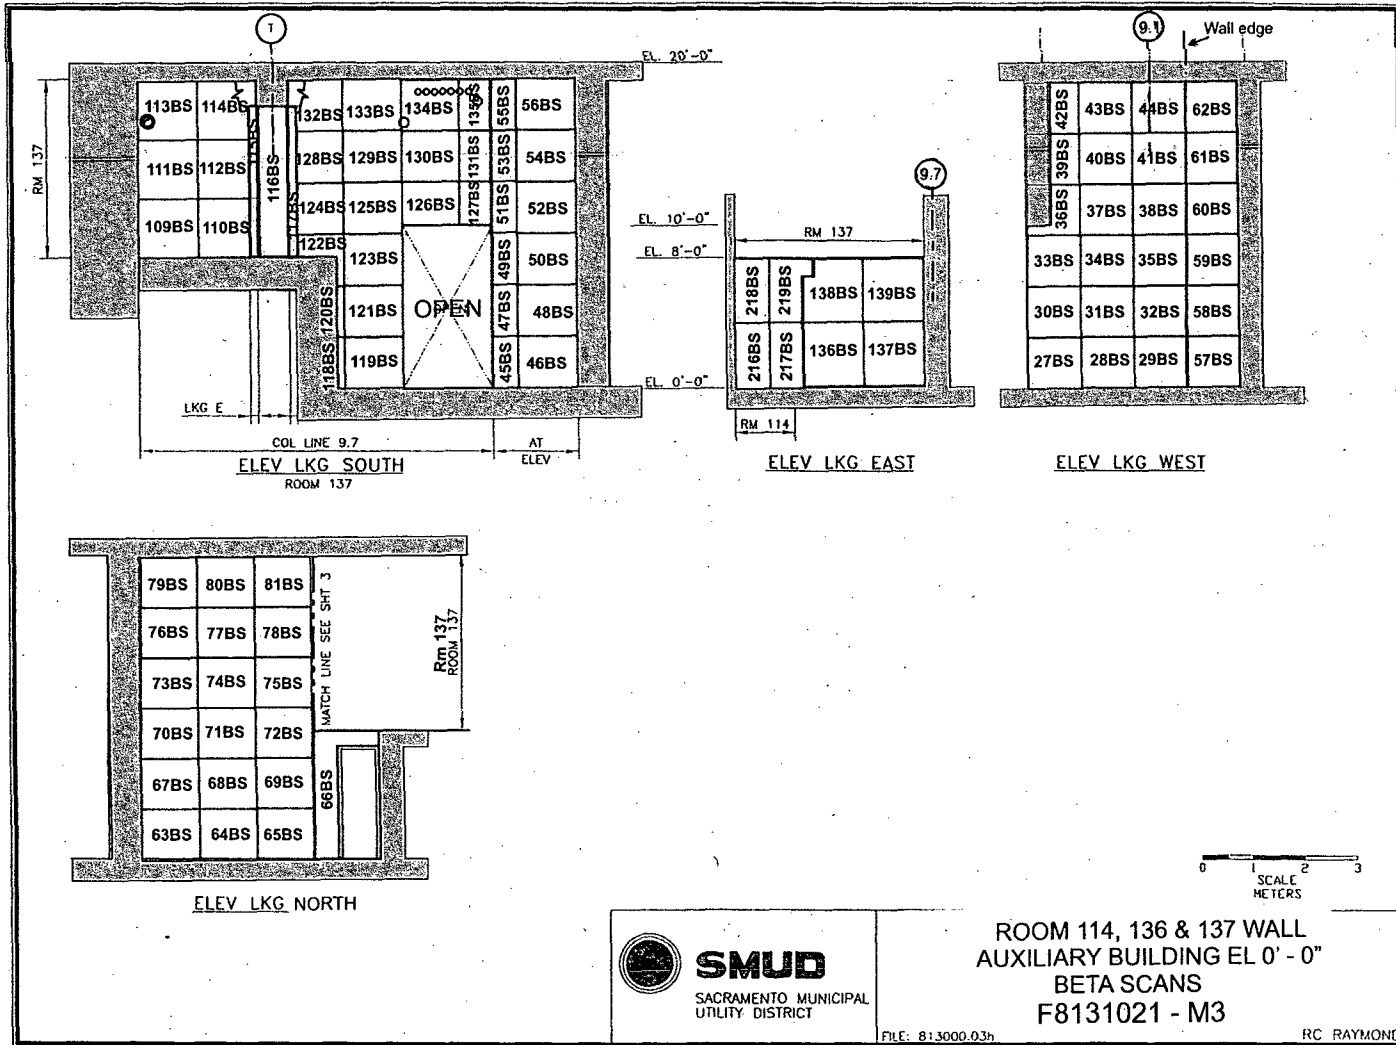 T
EL. 20'-0"
RM 137
113BS
114BS
115BS
116BS
117BS
132BS
133BS
134BS
135BS
55BS
56BS
111BS
112BS
128BS
129BS
130BS
131BS
53BS
54BS
109BS
110BS
124BS
125BS
126BS
127BS
51BS
52BS
122BS
123BS
49BS
50BS
120BS
121BS
OPEN
47BS
48BS
118BS
119BS
45BS
46BS
LKG E
COL LINE 9.7
AT
ELEV
ELEV LKG SOUTH
ROOM 137
9.7
EL. 10'-0"
EL. 8'-0"
EL. 0'-0"
RM 137
218BS
219BS
138BS
139BS
216BS
217BS
136BS
137BS
RM 114
ELEV LKG EAST
9.1
Wall edge
42BS
43BS
44BS
62BS
39BS
40BS
41BS
61BS
36BS
37BS
38BS
60BS
33BS
34BS
35BS
59BS
30BS
31BS
32BS
58BS
27BS
28BS
29BS
57BS
ELEV LKG WEST
79BS
80BS
81BS
76BS
77BS
78BS
73BS
74BS
75BS
70BS
71BS
72BS
67BS
68BS
69BS
66BS
63BS
64BS
65BS
MATCH LINE SEE SHT 3
Rm 137
ROOM 137
ELEV LKG NORTH
0 1 2 3
SCALE
METERS
SMUD
SACRAMENTO MUNICIPAL
UTILITY DISTRICT
ROOM 114, 136 & 137 WALL
AUXILIARY BUILDING EL 0' - 0"
BETA SCANS
F8131021 - M3
FILE: 813000.03h
RC RAYMOND